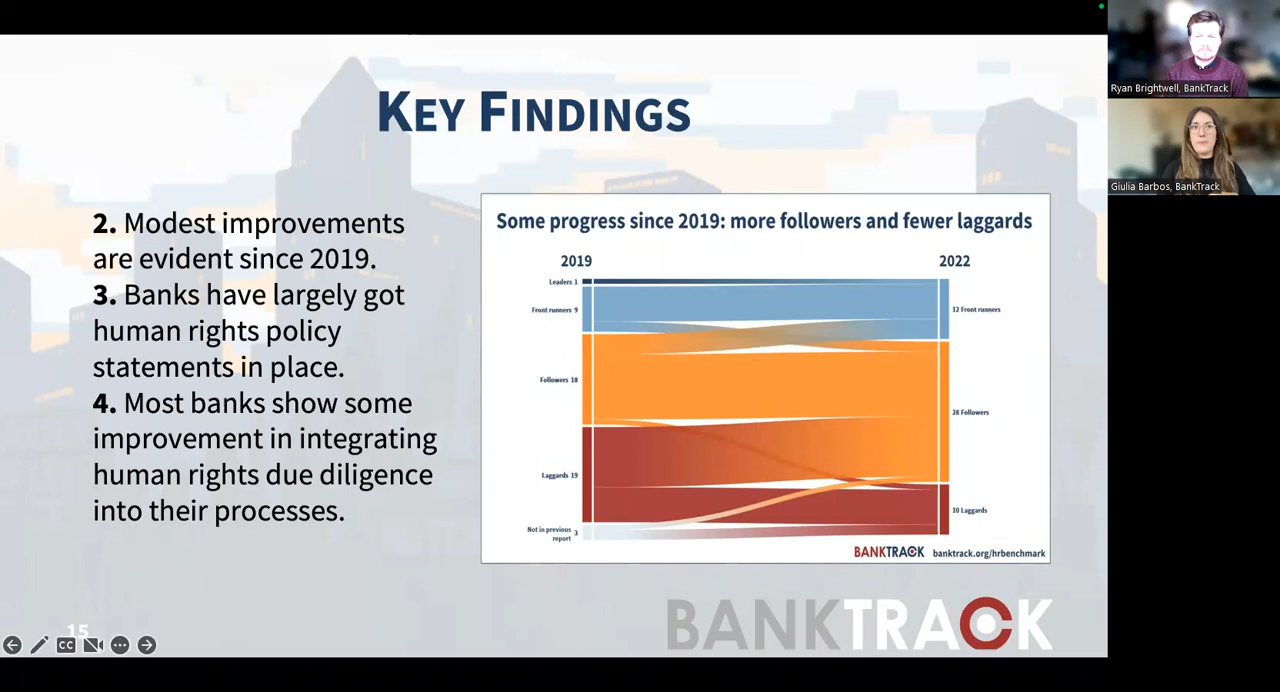 KEY FINDINGS
2. Modest improvements
are evident since 2019.
3. Banks have largely got
human rights policy
statements in place.
4. Most banks show some
improvement in integrating
human rights due diligence
into their processes.
Some progress since 2019: more followers and fewer laggards
2019
2022
Leaders 1
Front runners 9
12 Front runners
Followers 18
28 Followers
Laggards 19
10 Laggards
Not in previous
report 3
BANKTRACK banktrack.org/hrbenchmark
BANKTRACK
15
CC
Ryan Brightwell, BankTrack
Giulia Barbos, BankTrack